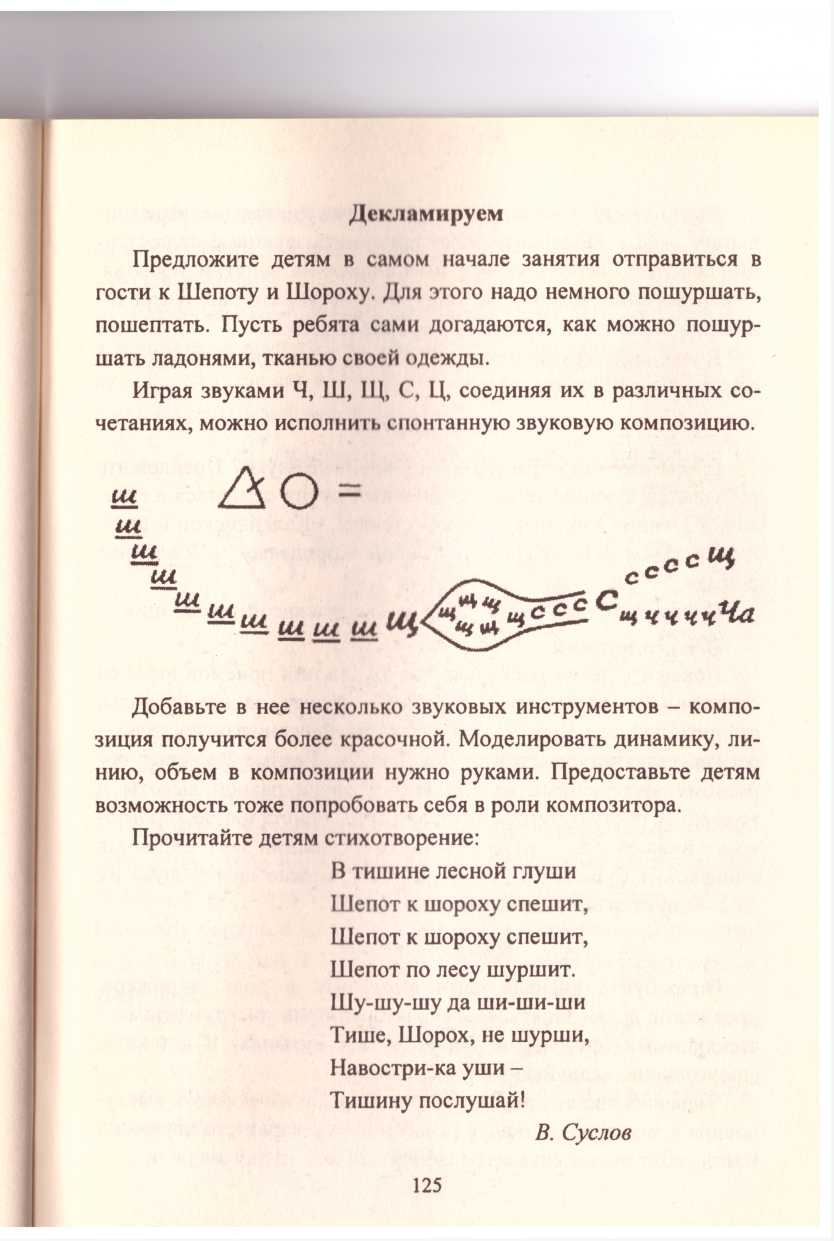 Декламируем
Предложите детям в самом начале занятия отправиться в
гости к Шепоту и Шороху. Для этого надо немного пошуршать,
пошептать. Пусть ребята сами догадаются, как можно пошур-
шать ладонями, тканью своей одежды.
Играя звуками Ч, Ш, Щ, С, Ц, соединяя их в различных со-
четаниях, можно исполнить спонтанную звуковую композицию.
ш =
ш
ш
ш
ш ш ш ш ш ш Щ щ щ щ щ щ щ с с с С с с с с Щ
щ ч ч ч ч Ча
Добавьте в нее несколько звуковых инструментов – компо-
зиция получится более красочной. Моделировать динамику, ли-
нию, объем в композиции нужно руками. Предоставьте детям
возможность тоже попробовать себя в роли композитора.
Прочитайте детям стихотворение:
В тишине лесной глуши
Шепот к шороху спешит,
Шепот к шороху спешит,
Шепот по лесу шуршит.
Шу-шу-шу да ши-ши-ши
Тише, Шорох, не шурши,
Навостри-ка уши –
Тишину послушай!
В. Суслов
125